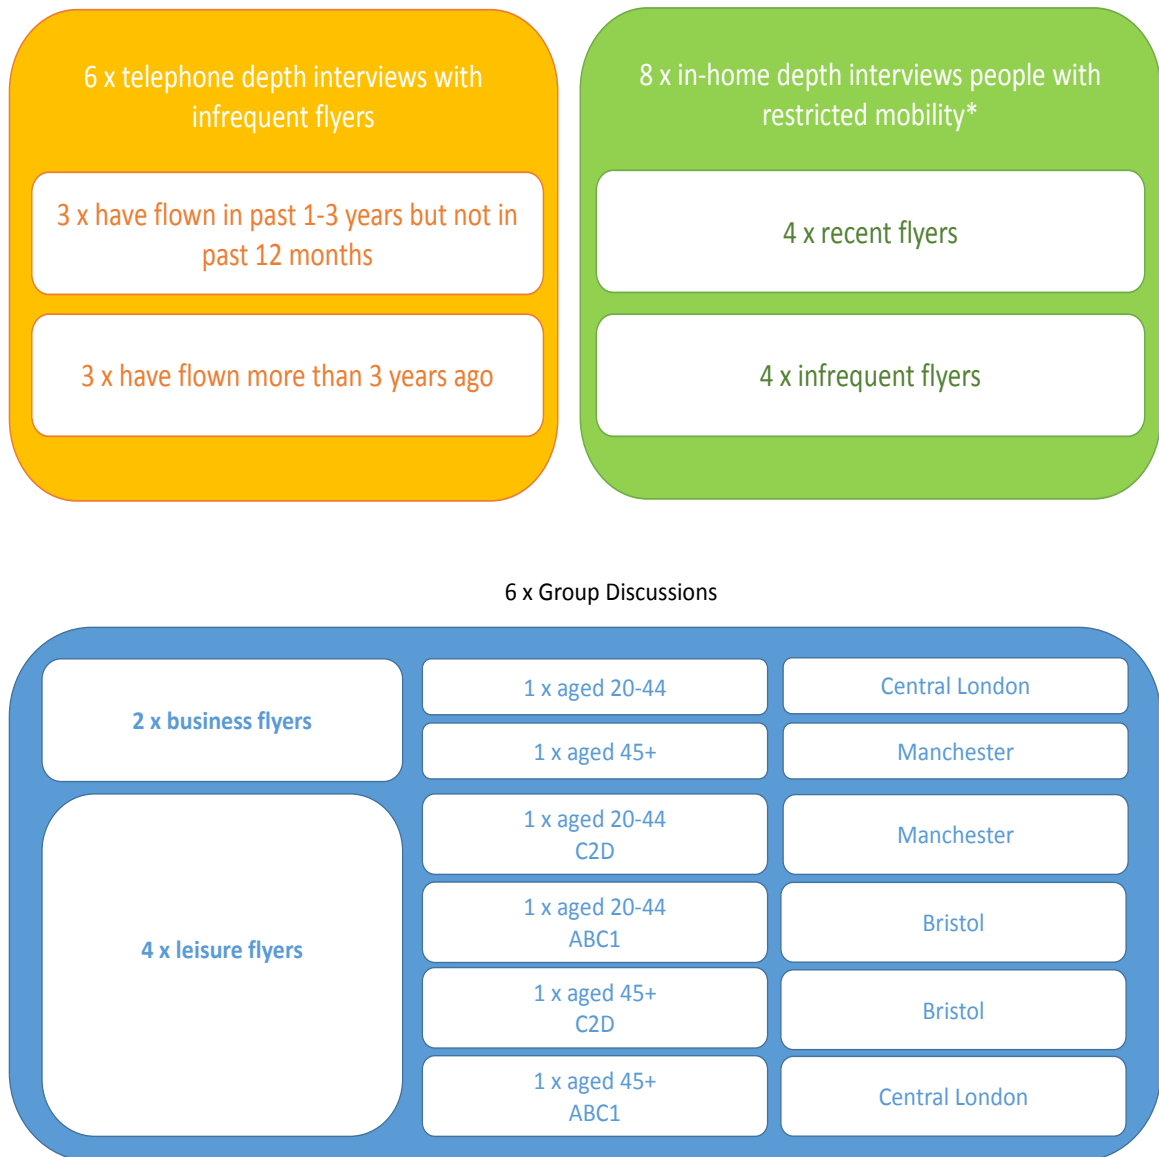 6 x telephone depth interviews with
infrequent flyers
3 x have flown in past 1-3 years but not in
past 12 months
3 x have flown more than 3 years ago
8 x in-home depth interviews people with
restricted mobility*
4 x recent flyers
4 x infrequent flyers
6 x Group Discussions
2 x business flyers
1 x aged 20-44
Central London
1 x aged 45+
Manchester
4 x leisure flyers
1 x aged 20-44
C2D
Manchester
1 x aged 20-44
ABC1
Bristol
1 x aged 45+
C2D
Bristol
1 x aged 45+
ABC1
Central London